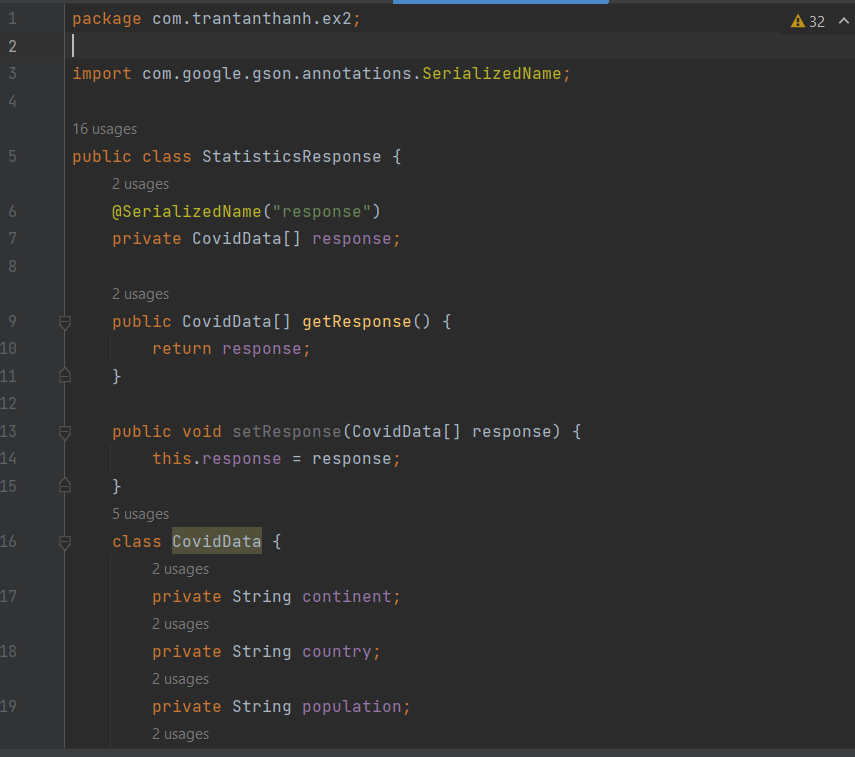 1 package com.trantanthanh.ex2; 32
2
3 import com.google.gson.annotations.SerializedName;
4
16 usages
5 public class StatisticsResponse {
2 usages
6 @SerializedName("response")
7 private CovidData[] response;
8
2 usages
9 public CovidData[] getResponse() {
10 return response;
11 }
12
13 public void setResponse(CovidData[] response) {
14 this.response = response;
15 }
5 usages
16 class CovidData {
2 usages
17 private String continent;
2 usages
18 private String country;
2 usages
19 private String population;
2 usages